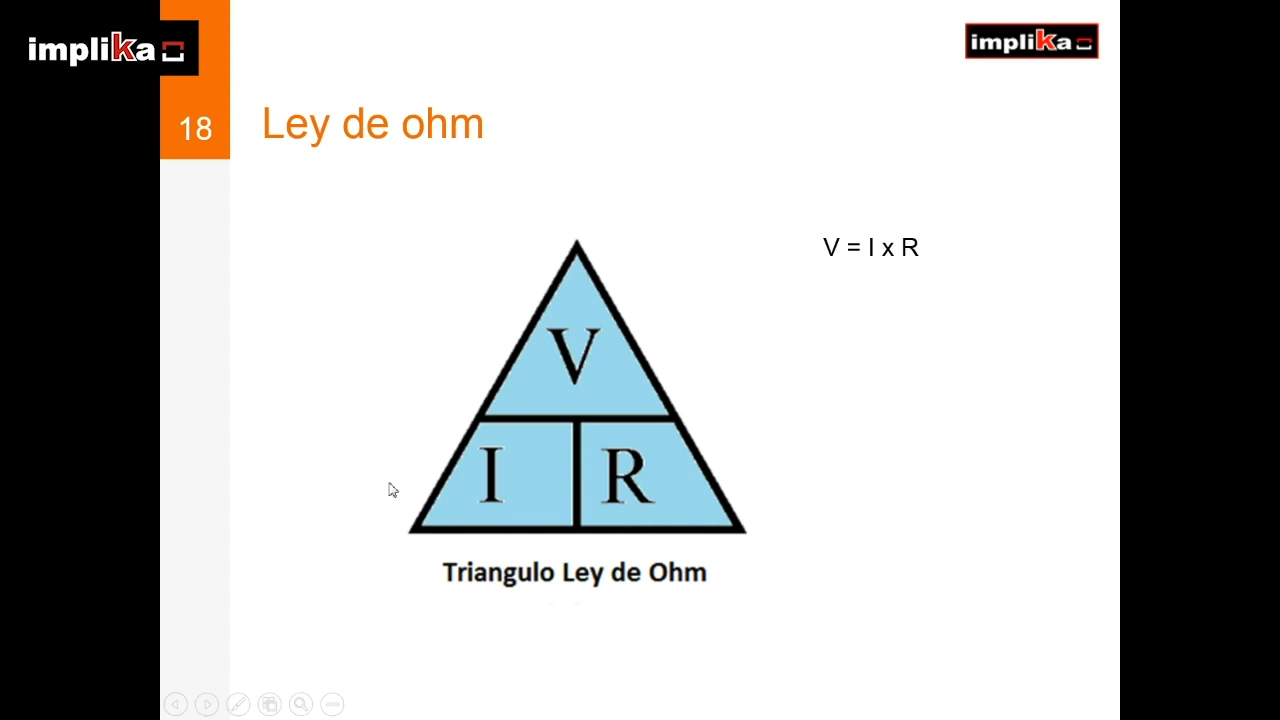 implika
implika
18
Ley de ohm
V = I x R
V
I R
Triangulo Ley de Ohm